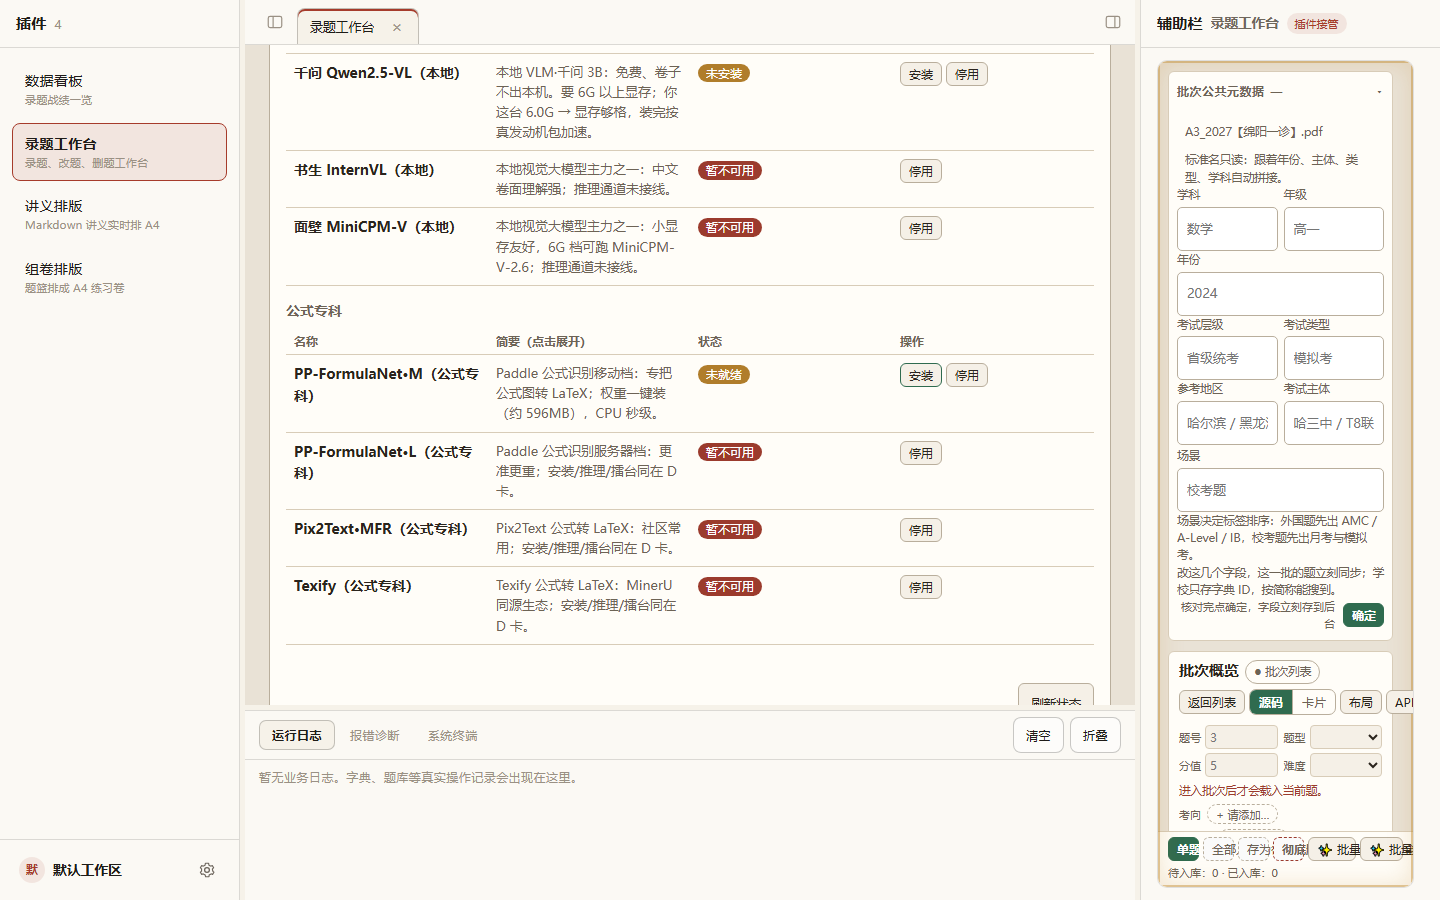 插件 4
数据看板
录题战绩一览
录题工作台
录题、改题、删题工作台
讲义排版
Markdown 讲义实时排 A4
组卷排版
题篮排成 A4 练习卷
默 默认工作区
录题工作台 ×
千问 Qwen2.5-VL（本地）
本地 VLM·千问 3B：免费、卷子
不出本机。要 6G 以上显存；你
这台 6.0G → 显存够格，装完按
真发动机包加速。
未安装
安装 停用
书生 InternVL（本地）
本地视觉大模型主力之一：中文
卷面理解强；推理通道未接线。
暂不可用
停用
面壁 MiniCPM-V（本地）
本地视觉大模型主力之一：小显
存友好，6G 档可跑 MiniCPM-
V-2.6；推理通道未接线。
暂不可用
停用
公式专科
名称 简要（点击展开） 状态 操作
PP-FormulaNet·M（公式专
科）
Paddle 公式识别移动档：专把
公式图转 LaTeX；权重一键装
（约 596MB），CPU 秒级。
未就绪
安装 停用
PP-FormulaNet·L（公式专
科）
Paddle 公式识别服务器档：更
准更重；安装/推理/擂台同在 D
卡。
暂不可用
停用
Pix2Text·MFR（公式专科）
Pix2Text 公式转 LaTeX：社区常
用；安装/推理/擂台同在 D 卡。
暂不可用
停用
Texify（公式专科）
Texify 公式转 LaTeX：MinerU
同源生态；安装/推理/擂台同在
D 卡。
暂不可用
停用
刷新状态
运行日志 报错诊断 系统终端 清空 折叠
暂无业务日志。字典、题库等真实操作记录会出现在这里。
辅助栏 录题工作台 插件接管
批次公共元数据 —
A3_2027【绵阳一诊】.pdf
标准名只读：跟着年份、主体、类
型、学科自动拼接。
学科 年级
数学 高一
年份
2024
考试层级 考试类型
省级统考 模拟考
参考地区 考试主体
哈尔滨 / 黑龙 哈三中 / T8联
场景
校考题
场景决定标签排序：外国题先出 AMC /
A-Level / IB，校考题先出月考与模拟
考。
改这几个字段，这一批的题立刻同步；学
校只存字典 ID，按简称能搜到。
核对完点确定，字段立刻存到后
台
确定
批次概览 ● 批次列表
返回列表 源码 卡片 布局 API
题号 3 题型
分值 5 难度
进入批次后才会载入当前题。
考向 + 请添加...
单题 全部 存为 彻底 ✨ 批量 ✨ 批量
待入库：0 · 已入库：0